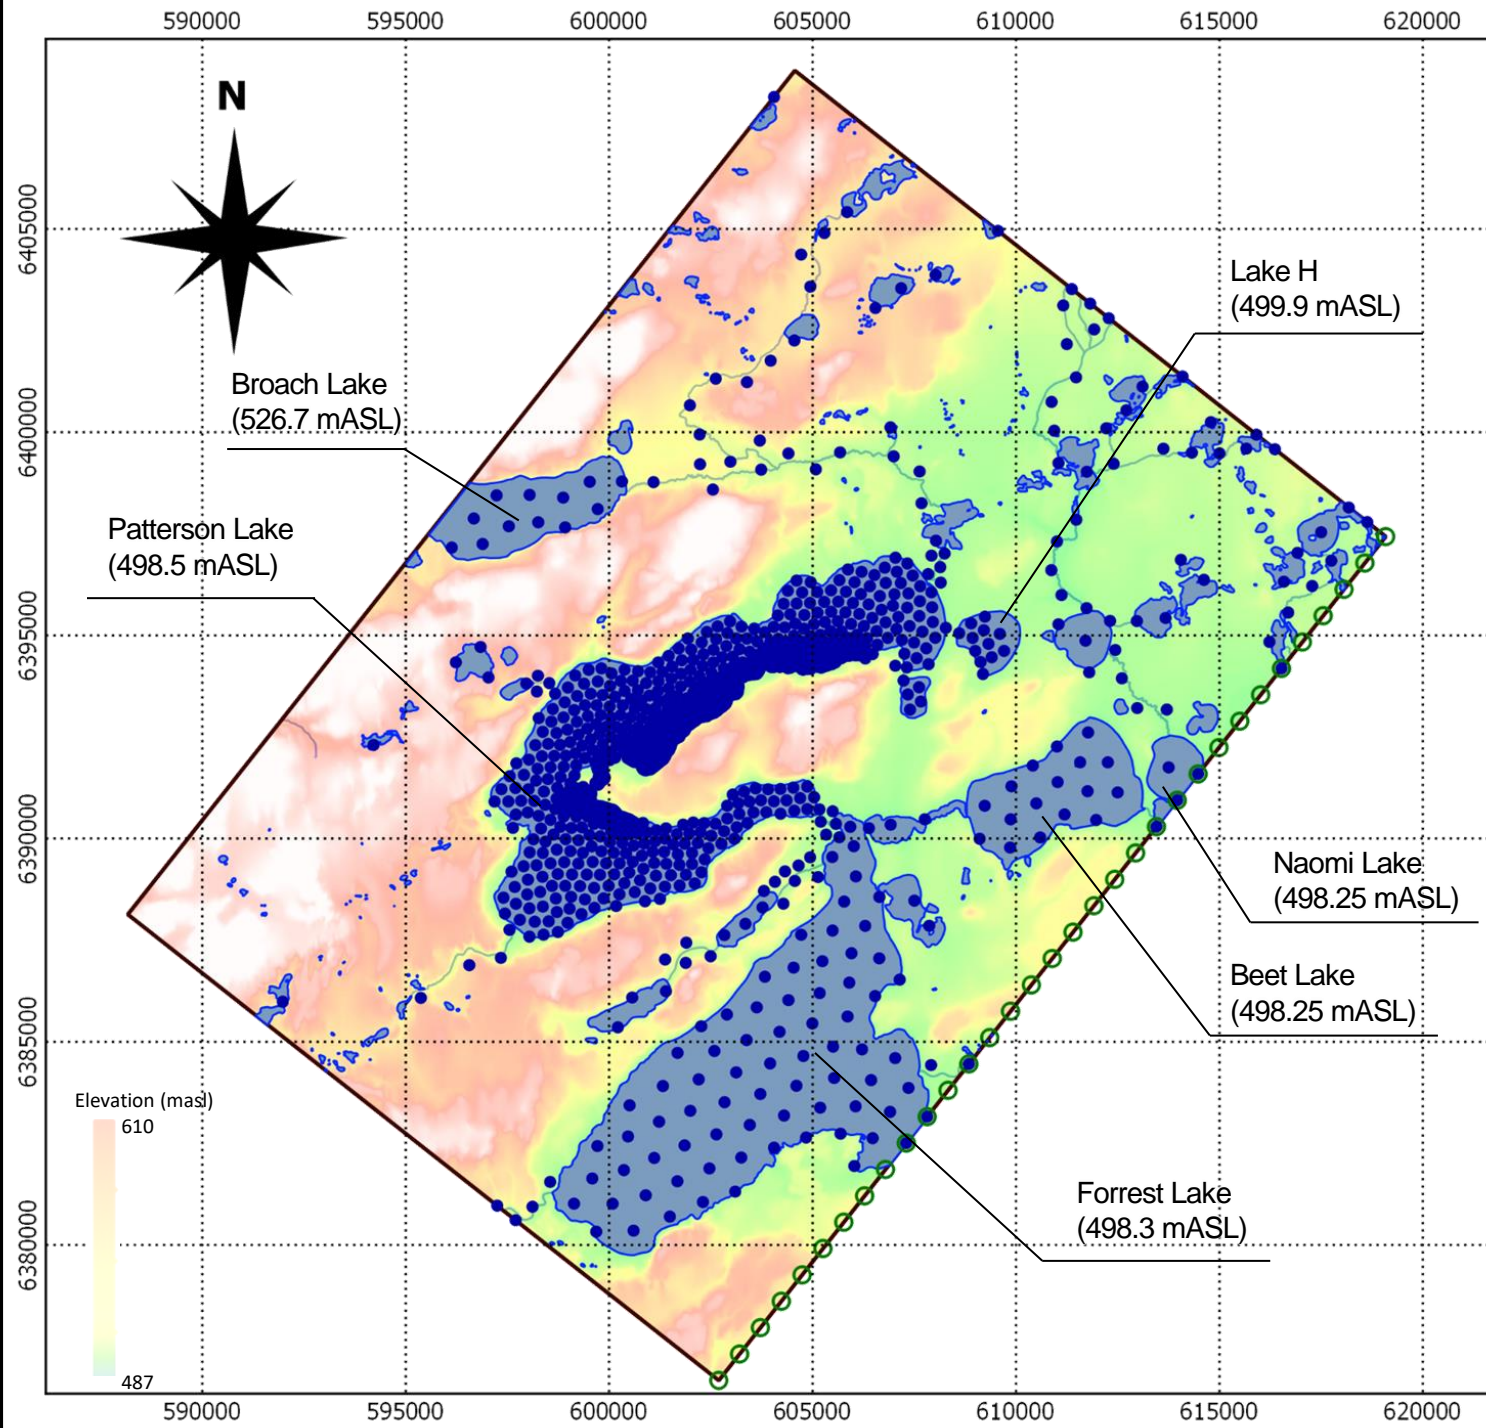 590000 595000 600000 605000 610000 615000 620000
N
6405000
Lake H
(499.9 mASL)
Broach Lake
(526.7 mASL)
6400000
Patterson Lake
(498.5 mASL)
6395000
6390000
Naomi Lake
(498.25 mASL)
Beet Lake
(498.25 mASL)
6385000
Elevation (masl)
610
Forrest Lake
(498.3 mASL)
6380000
487
590000 595000 600000 605000 610000 615000 620000